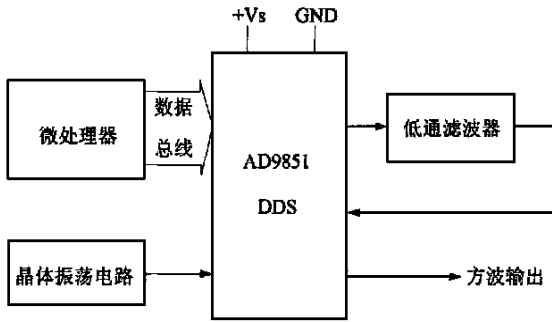 +Vs GND
微处理器
数据
总线
AD9851
DDS
低通滤波器
晶体振荡电路
方波输出